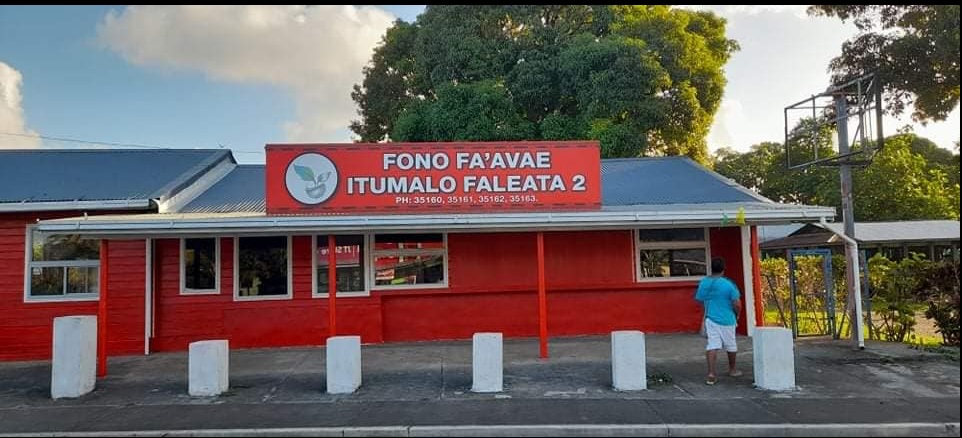 FONO FA'AVAE
ITUMALO FALEATA 2
PH: 35160, 35161, 35162, 35163.